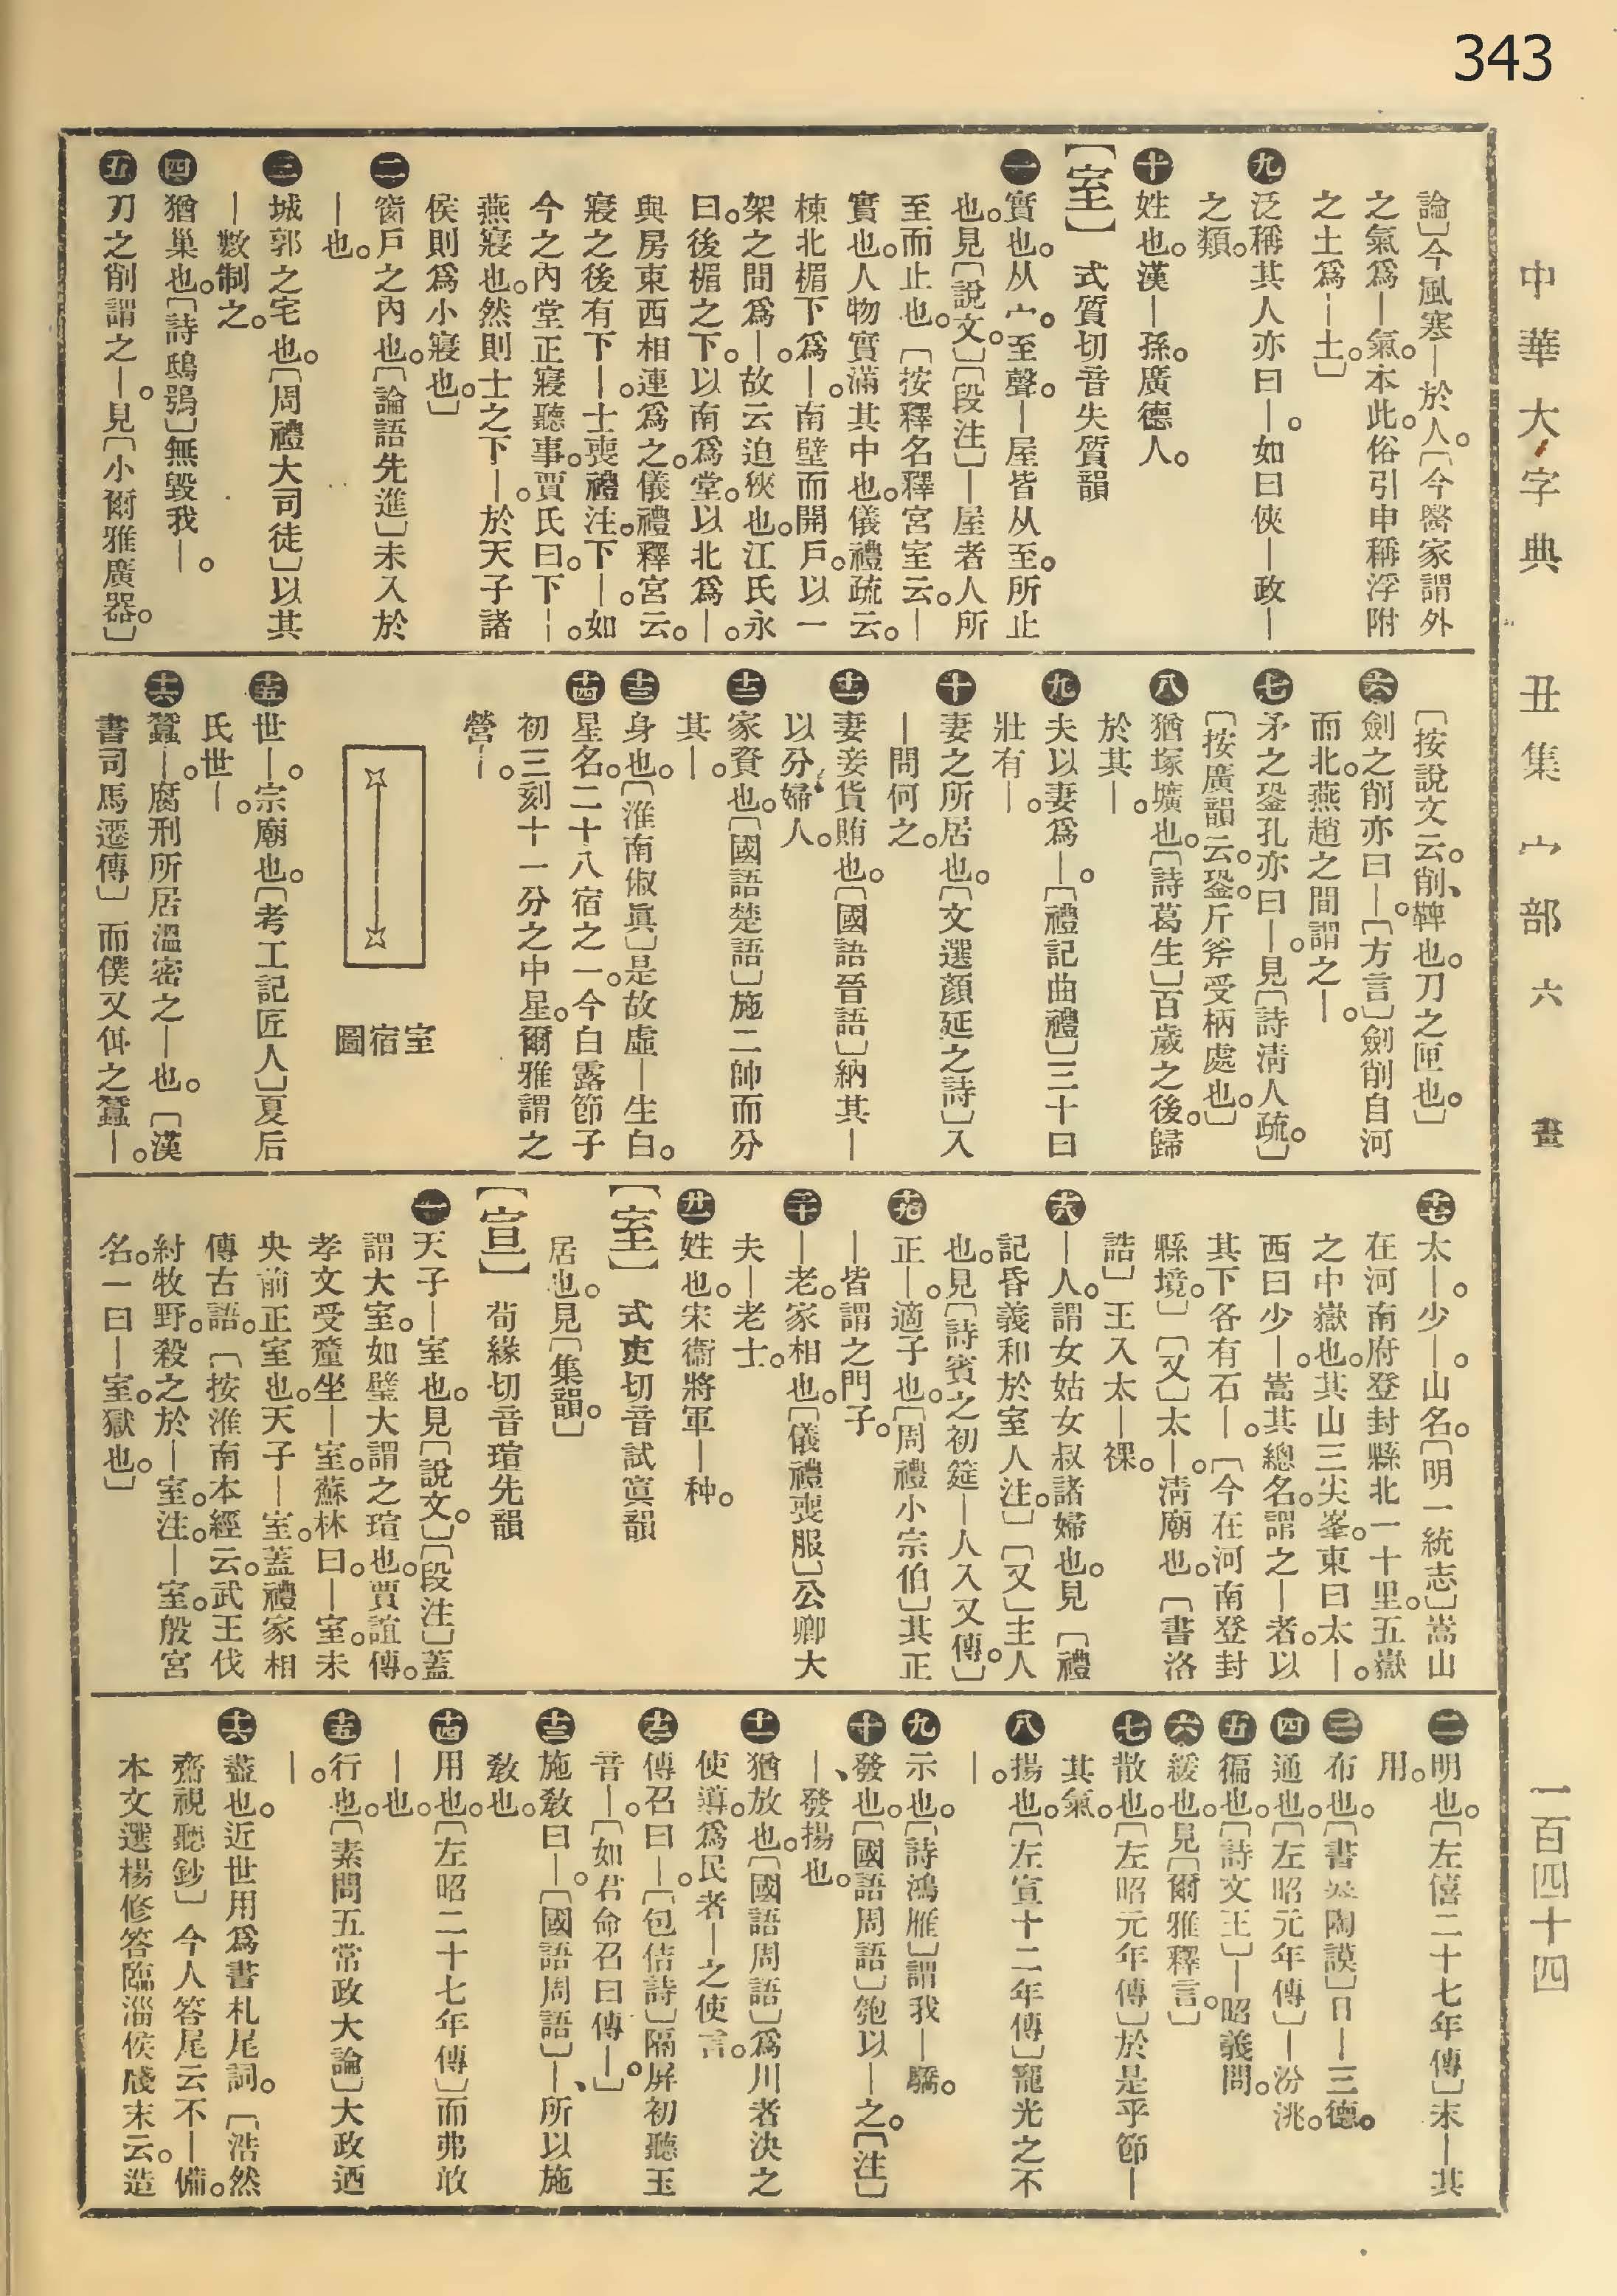 343
中華大字典
丑集
宀部
六
畫
一百四十四
論〕今風寒—於人。〔今醫家謂外
之氣爲—氣。本此。俗引申稱浮附
之土爲—土。〕
九泛稱其人亦曰—。如曰俠—政—
之類。
十姓也。漢—孫。廣德人。
〔室〕式質切音失質韻
一實也。从宀。至聲。—屋皆从至。所止
也。見〔說文。〕〔段注〕—屋者人所
至而止也。〔按釋名釋宮室云。—
實也。人物實滿其中也。儀禮疏云。
棟北楣下爲—。南壁而開戶。以一
架之間爲—。故云迫狹也。江氏永
曰。後楣之下。以南爲堂。以北爲—。
與房東西相連爲之。儀禮釋宮云。
寢之後有下—。士喪禮注。下—。如
今之內堂正寢聽事。賈氏曰。下—。
燕寢也。然則士之下—。於天子諸
侯則爲小寢也。〕
二窗戶之內也。〔論語先進〕未入於
—也。
三城郭之宅也。〔周禮大司徒〕以其
—數制之。
四猶巢也。〔詩鴟鴞〕無毀我—。
五刀之削謂之—。見〔小爾雅廣器。〕
〔按說文云。削、鞞也。刀之匣也。〕
六劍之削亦曰—。〔方言〕劍削自河
而北。燕趙之間謂之—。
七矛之銎孔亦曰—。見〔詩淸人疏。〕
〔按廣韻云。銎。斤斧受柄處也。〕
八猶塚壙也。〔詩葛生〕百歲之後。歸
於其—。
九夫以妻爲—。〔禮記曲禮〕三十曰
壯有—。
十妻之所居也。〔文選顏延之詩〕入
—問何之。
十一妻妾貨賄也。〔國語晉語〕納其—
以分婦人。
十二家資也。〔國語楚語〕施二帥而分
其—。
十三身也。〔淮南俶眞〕是故虛—生白。
十四星名。二十八宿之一。今白露節子
初三刻十一分之中星。爾雅謂之
營—。
室宿圖
十五世—。宗廟也。〔考工記匠人〕夏后
氏世—。
十六蠶—。腐刑所居溫密之—也。〔漢
書司馬遷傳〕而僕又佴之蠶—。
十七太—。少—。山名。〔明一統志〕嵩山
在河南府登封縣北一十里。五嶽
之中嶽也。其山三尖峯。東曰太—。
西曰少—。嵩其總名。謂之—者。以
其下各有石—。〔今在河南登封
縣境。〕〔又〕太—。淸廟也。〔書洛
誥〕王入太—祼。
十八—人。謂女姑女叔諸婦也。見〔禮
記昏義和於室人注。〕〔又〕主人
也。見〔詩賓之初筵—人入又傳。〕
十九正—。適子也。〔周禮小宗伯〕其正
—皆謂之門子。
二十—老。家相也。〔儀禮喪服〕公卿大
夫—老士。
廿一姓也。宋衞將軍—种。
〔室〕式吏切音試寘韻
居也。見〔集韻。〕
〔宣〕荀緣切音瑄先韻
一天子—室也。見〔說文。〕〔段注〕蓋
謂大室。如璧大謂之瑄也。賈誼傳。
孝文受釐坐—室。蘇林曰。—室。未
央前正室也。天子—室。蓋禮家相
傳古語。〔按淮南本經云。武王伐
紂牧野。殺之於—室。注。—室。殷宮
名。一曰—室。獄也。〕
二明也。〔左僖二十七年傳〕未—其
用。
三布也。〔書陶謨〕日—三德。
四通也。〔左昭元年傳〕—汾洮。
五徧也。〔詩文王〕—昭義問。
六緩也。見〔爾雅釋言。〕
七散也。〔左昭元年傳〕於是乎節—
其氣。
八揚也。〔左宣十二年傳〕寵光之不
—。
九示也。〔詩鴻雁〕謂我—驕。
十發也。〔國語周語〕匏以—之。〔注〕
—、發揚也。
十一猶放也。〔國語周語〕爲川者決之
使導。爲民者—之使言。
十二傳召曰—。〔包佶詩〕隔屏初聽玉
音—。〔如君命召曰傳—。〕
十三施敎曰—。〔國語周語〕—、所以施
敎也。
十四用也。〔左昭二十七年傳〕而弗敢
—也。
十五行也。〔素問五常政大論〕大政迺
—。
十六盡也。近世用爲書札尾詞。〔浩然
齋視聽鈔〕今人答尾云不—備。
本文選楊修答臨淄侯牋末云。造